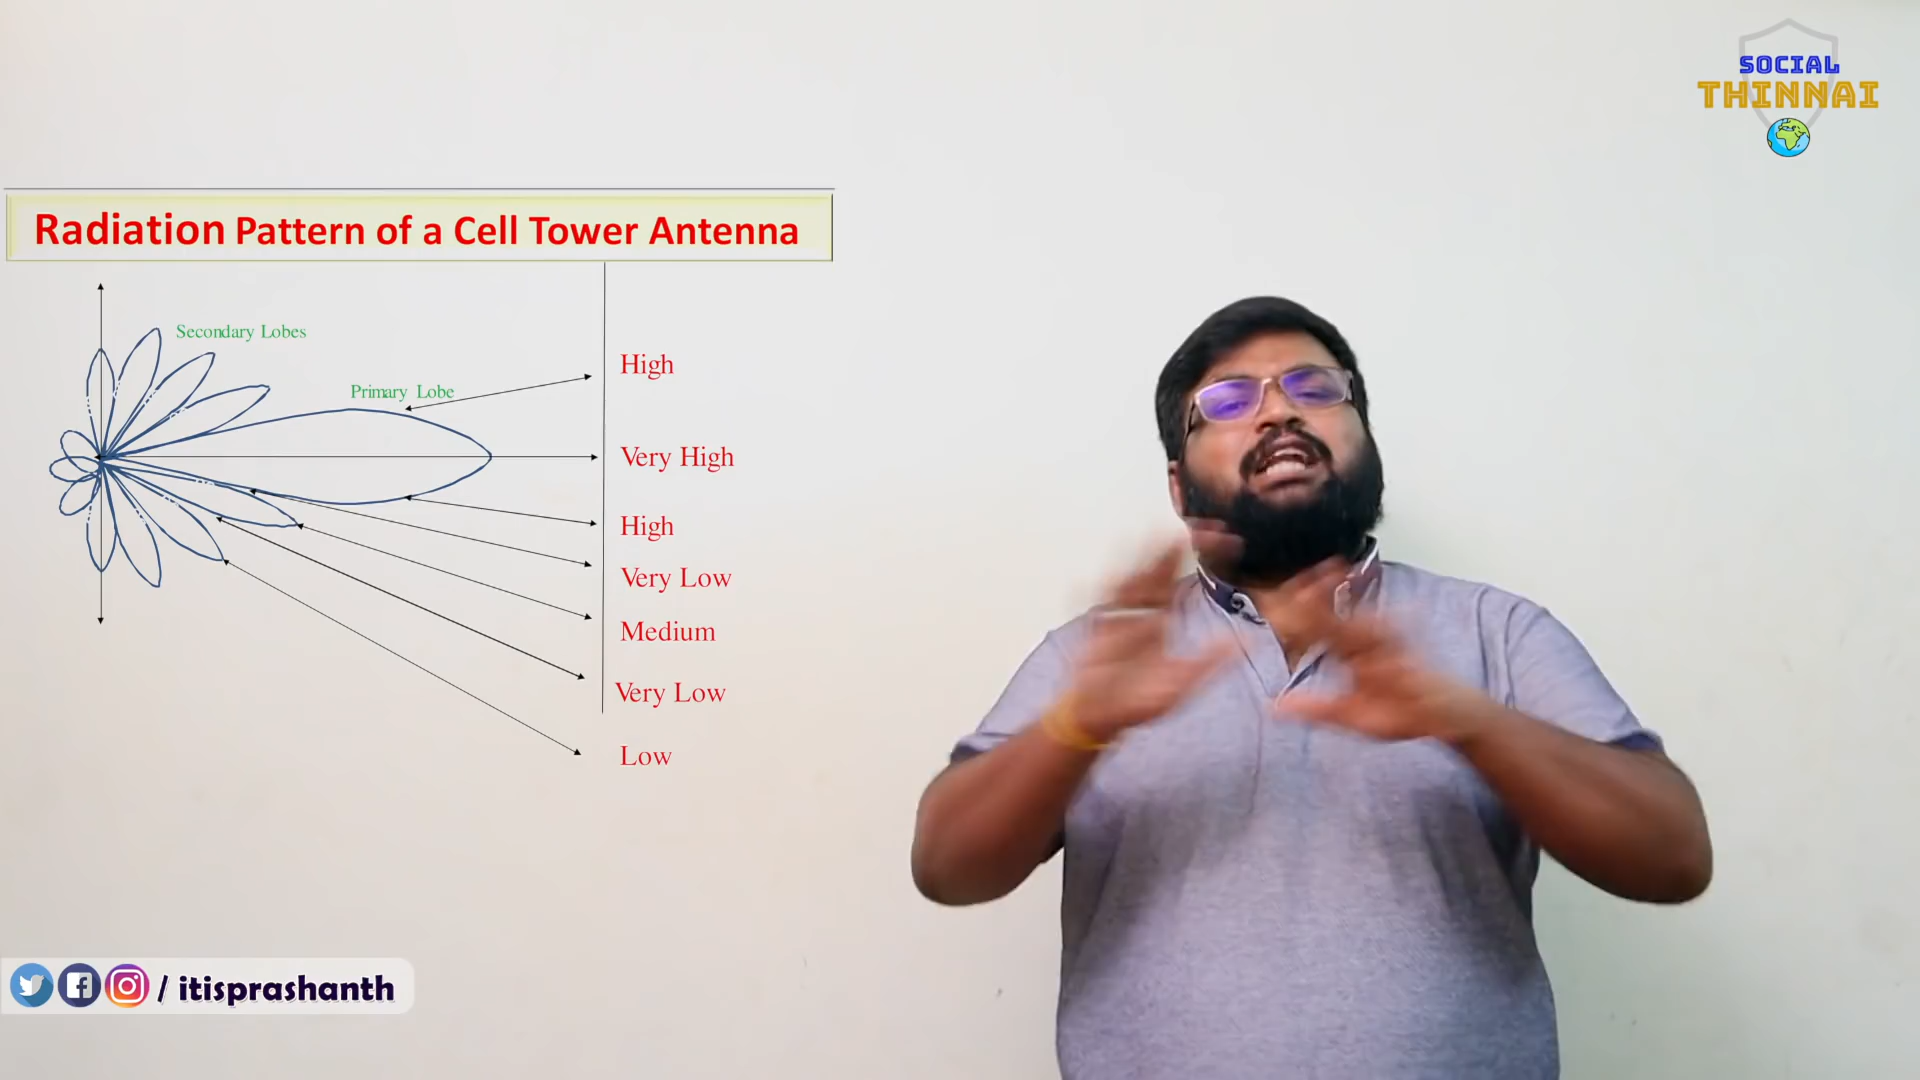 SOCIAL
THINNAI
Radiation Pattern of a Cell Tower Antenna
Secondary Lobes
High
Primary Lobe
Very High
High
Very Low
Medium
Very Low
Low
/ itisprashanth